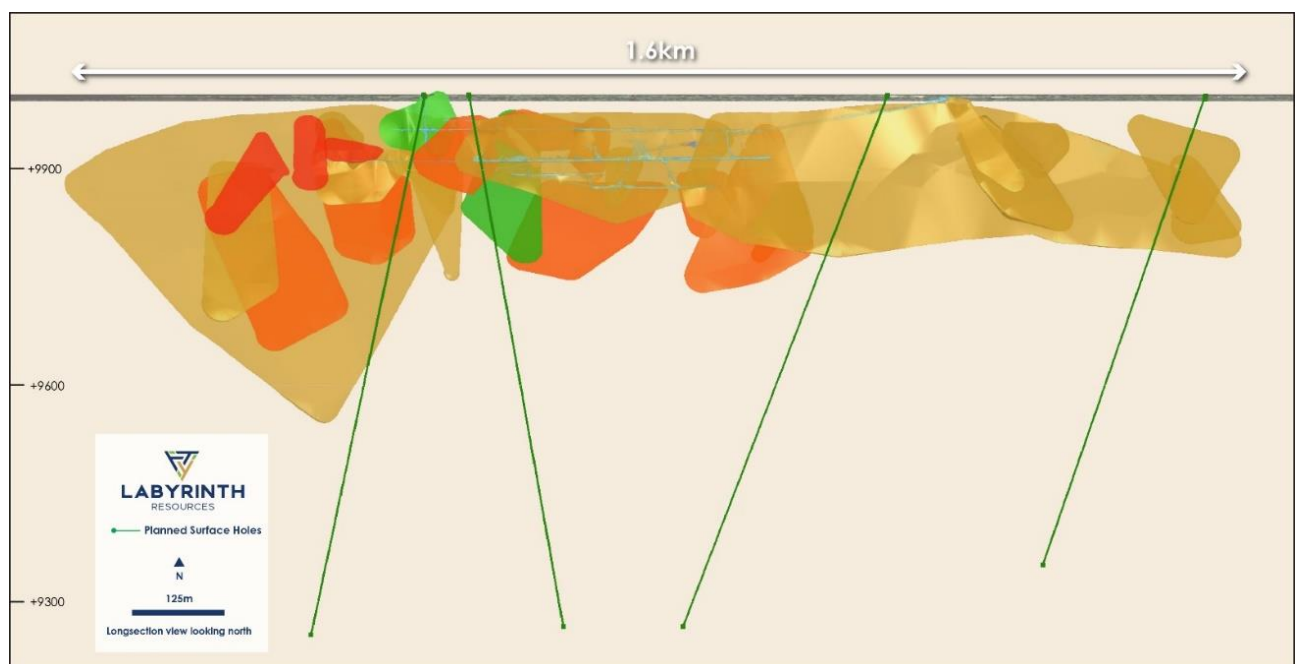 1.6km
+9900
+9600
+9300
LABYRINTH
RESOURCES
Planned Surface Holes
N
125m
Longsection view looking north